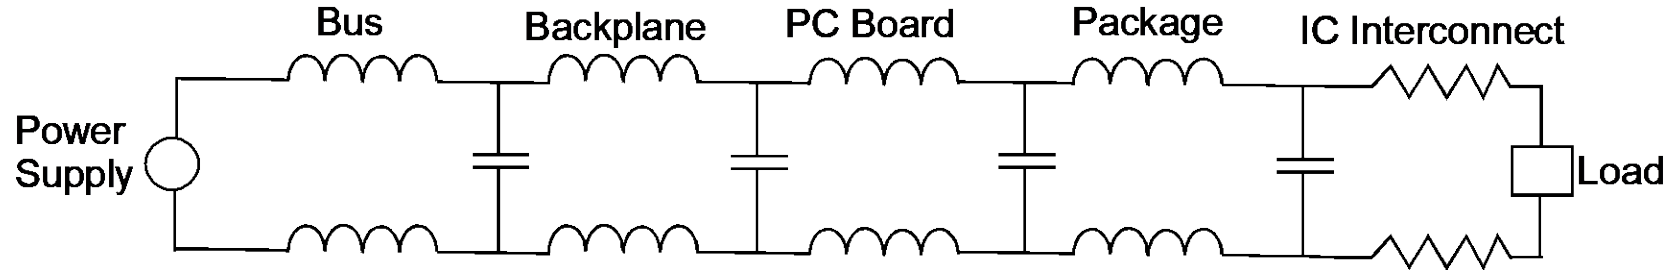 Bus
Backplane
PC Board
Package
IC Interconnect
Power
Supply
Load